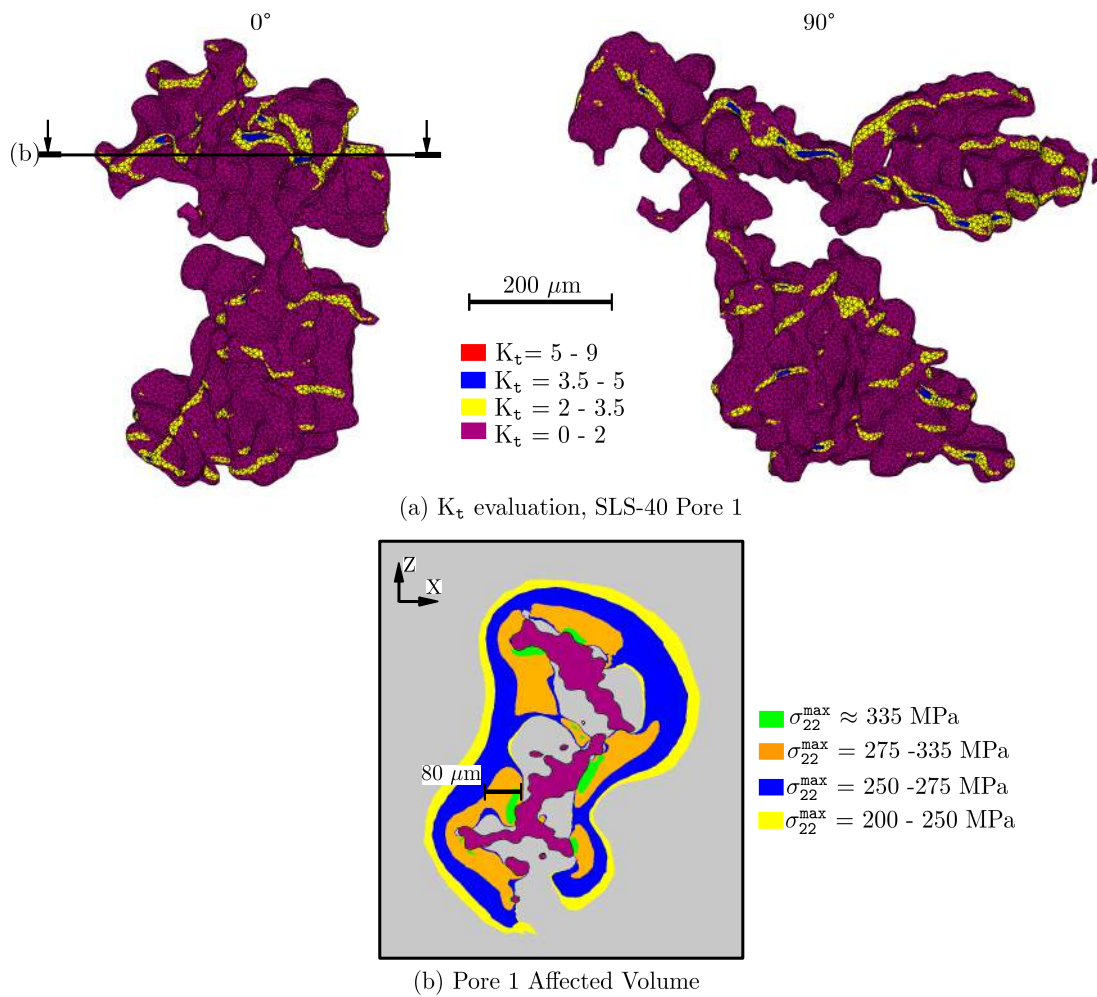 0°
90°
(b)
200 μm
K_t = 5 - 9
K_t = 3.5 - 5
K_t = 2 - 3.5
K_t = 0 - 2
(a) K_t evaluation, SLS-40 Pore 1
Z
X
80 μm
σ_22^max ≈ 335 MPa
σ_22^max = 275 -335 MPa
σ_22^max = 250 -275 MPa
σ_22^max = 200 - 250 MPa
(b) Pore 1 Affected Volume